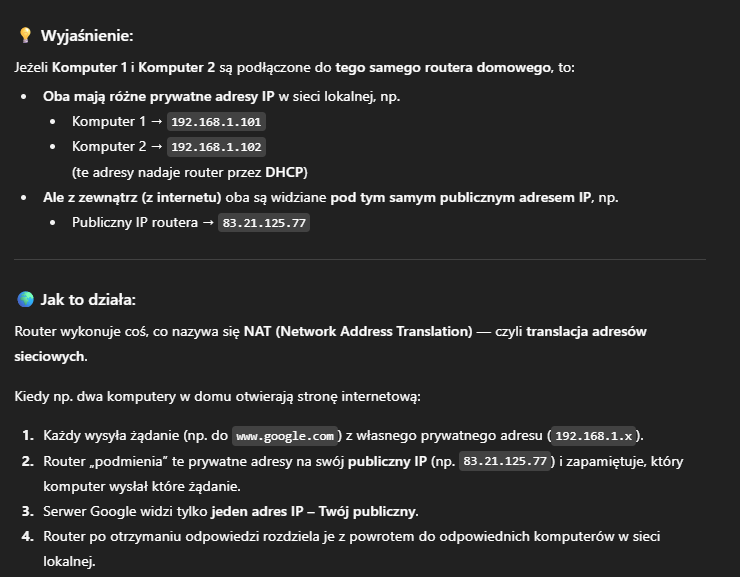 💡 Wyjaśnienie:
Jeżeli Komputer 1 i Komputer 2 są podłączone do tego samego routera domowego, to:
• Oba mają różne prywatne adresy IP w sieci lokalnej, np.
• Komputer 1 → 192.168.1.101
• Komputer 2 → 192.168.1.102
(te adresy nadaje router przez DHCP)
• Ale z zewnątrz (z internetu) oba są widziane pod tym samym publicznym adresem IP, np.
• Publiczny IP routera → 83.21.125.77
🌍 Jak to działa:
Router wykonuje coś, co nazywa się NAT (Network Address Translation) — czyli translacja adresów
sieciowych.
Kiedy np. dwa komputery w domu otwierają stronę internetową:
1. Każdy wysyła żądanie (np. do www.google.com) z własnego prywatnego adresu (192.168.1.x).
2. Router „podmienia” te prywatne adresy na swój publiczny IP (np. 83.21.125.77) i zapamiętuje, który
komputer wysłał które żądanie.
3. Serwer Google widzi tylko jeden adres IP – Twój publiczny.
4. Router po otrzymaniu odpowiedzi rozdziela je z powrotem do odpowiednich komputerów w sieci
lokalnej.